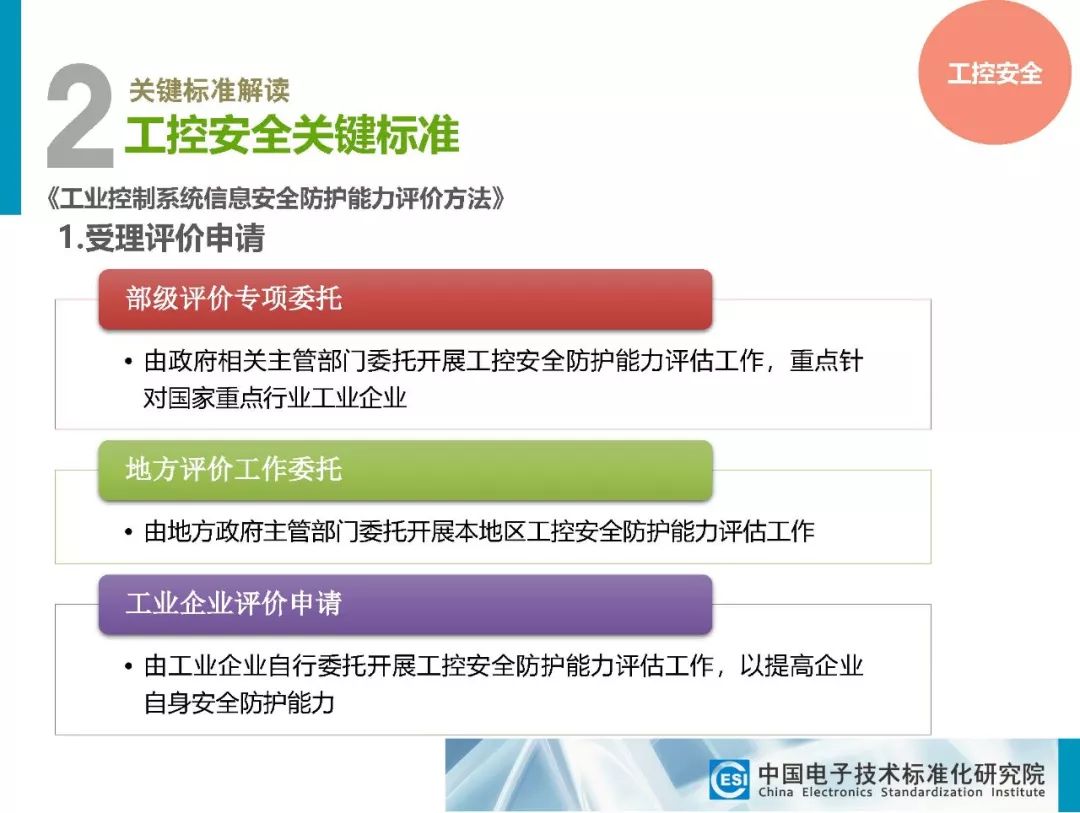 工控安全
2
关键标准解读
工控安全关键标准
《工业控制系统信息安全防护能力评价方法》
1.受理评价申请
部级评价专项委托
•由政府相关主管部门委托开展工控安全防护能力评估工作，重点针
对国家重点行业工业企业
地方评价工作委托
•由地方政府主管部门委托开展本地区工控安全防护能力评估工作
工业企业评价申请
•由工业企业自行委托开展工控安全防护能力评估工作，以提高企业
自身安全防护能力
CESI 中国电子技术标准化研究院
China Electronics Standardization Institute